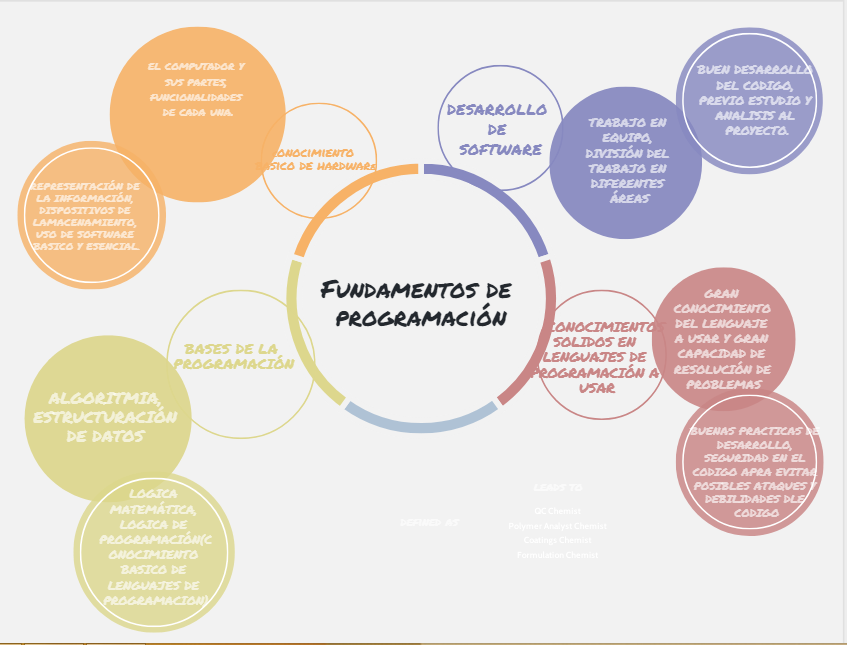 EL COMPUTADOR Y
SUS PARTES,
FUNCIONALIDADES
DE CADA UNA.
CONOCIMIENTO
BASICO DE HARDWARE
REPRESENTACIÓN DE
LA INFORMACIÓN,
DISPOSITIVOS DE
LAMACENAMIENTO,
USO DE SOFTWARE
BASICO Y ESENCIAL.
DESARROLLO
DE
SOFTWARE
TRABAJO EN
EQUIPO,
DIVISIÓN DEL
TRABAJO EN
DIFERENTES
ÁREAS
BUEN DESARROLLO
DEL CODIGO,
PREVIO ESTUDIO Y
ANALISIS AL
PROYECTO.
FUNDAMENTOS DE
PROGRAMACIÓN
BASES DE LA
PROGRAMACIÓN
ALGORITMIA,
ESTRUCTURACIÓN
DE DATOS
LOGICA
MATEMÁTICA,
LOGICA DE
PROGRAMACIÓN(C
ONOCIMIENTO
BASICO DE
LENGUAJES DE
PROGRAMACION)
CONOCIMIENTOS
SOLIDOS EN
LENGUAJES DE
PROGRAMACIÓN A
USAR
GRAN
CONOCIMIENTO
DEL LENGUAJE
A USAR Y GRAN
CAPACIDAD DE
RESOLUCIÓN DE
PROBLEMAS
BUENAS PRACTICAS DE
DESARROLLO,
SEGURIDAD EN EL
CODIGO APRA EVITAR
POSIBLES ATAQUES Y
DEBILIDADES DLE
CODIGO
DEFINED AS
LEADS TO
QC Chemist
Polymer Analyst Chemist
Coatings Chemist
Formulation Chemist